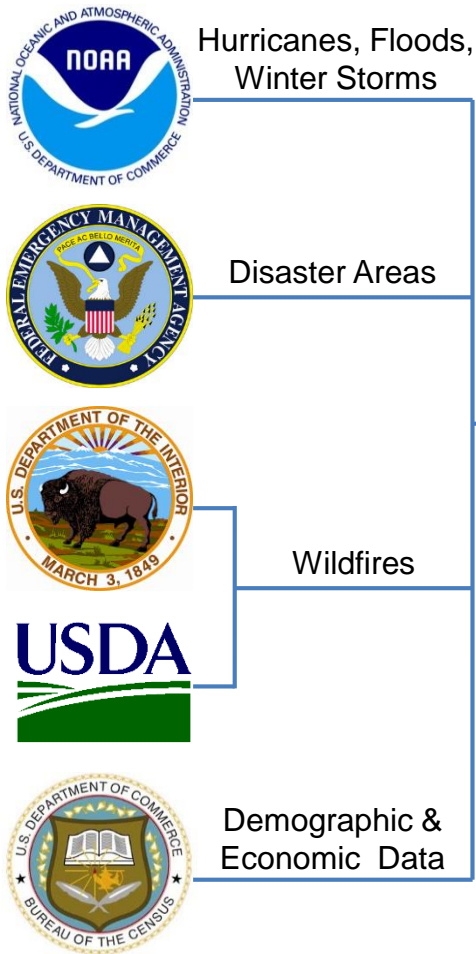 NATIONAL OCEANIC AND ATMOSPHERIC ADMINISTRATION
NOAA
U.S. DEPARTMENT OF COMMERCE
Hurricanes, Floods,
Winter Storms
FEDERAL EMERGENCY MANAGEMENT AGENCY
PACE AC BELLO MERITA
Disaster Areas
U.S. DEPARTMENT OF THE INTERIOR
MARCH 3, 1849
Wildfires
USDA
U.S. DEPARTMENT OF COMMERCE
BUREAU OF THE CENSUS
Demographic &
Economic Data